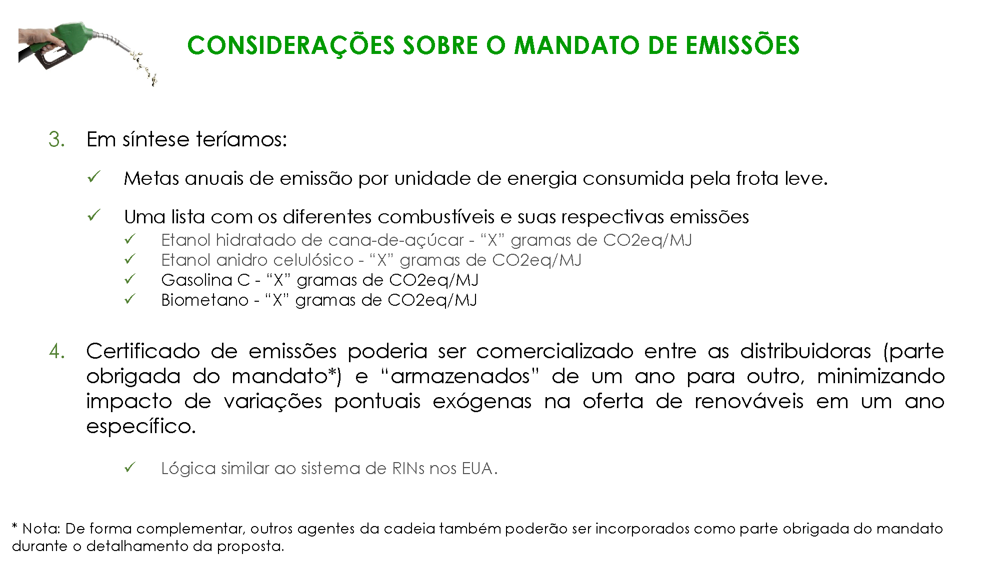 CONSIDERAÇÕES SOBRE O MANDATO DE EMISSÕES
3. Em síntese teríamos:
✓ Metas anuais de emissão por unidade de energia consumida pela frota leve.
✓ Uma lista com os diferentes combustíveis e suas respectivas emissões
✓ Etanol hidratado de cana-de-açúcar - “X” gramas de CO2eq/MJ
✓ Etanol anidro celulósico - “X” gramas de CO2eq/MJ
✓ Gasolina C - “X” gramas de CO2eq/MJ
✓ Biometano - “X” gramas de CO2eq/MJ
4. Certificado de emissões poderia ser comercializado entre as distribuidoras (parte
obrigada do mandato*) e “armazenados” de um ano para outro, minimizando
impacto de variações pontuais exógenas na oferta de renováveis em um ano
específico.
✓ Lógica similar ao sistema de RINs nos EUA.
* Nota: De forma complementar, outros agentes da cadeia também poderão ser incorporados como parte obrigada do mandato
durante o detalhamento da proposta.